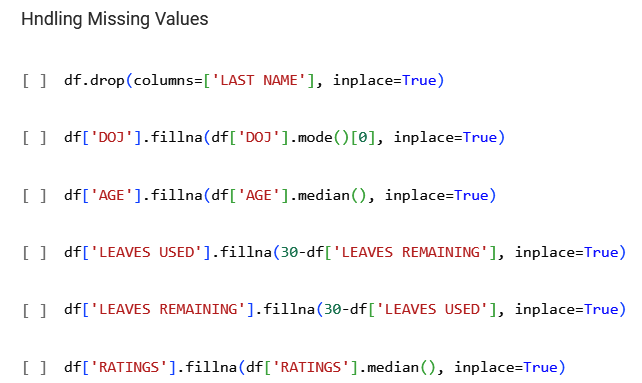 Hndling Missing Values
[ ] df.drop(columns=['LAST NAME'], inplace=True)
[ ] df['DOJ'].fillna(df['DOJ'].mode()[0], inplace=True)
[ ] df['AGE'].fillna(df['AGE'].median(), inplace=True)
[ ] df['LEAVES USED'].fillna(30-df['LEAVES REMAINING'], inplace=True)
[ ] df['LEAVES REMAINING'].fillna(30-df['LEAVES USED'], inplace=True)
[ ] df['RATINGS'].fillna(df['RATINGS'].median(), inplace=True)